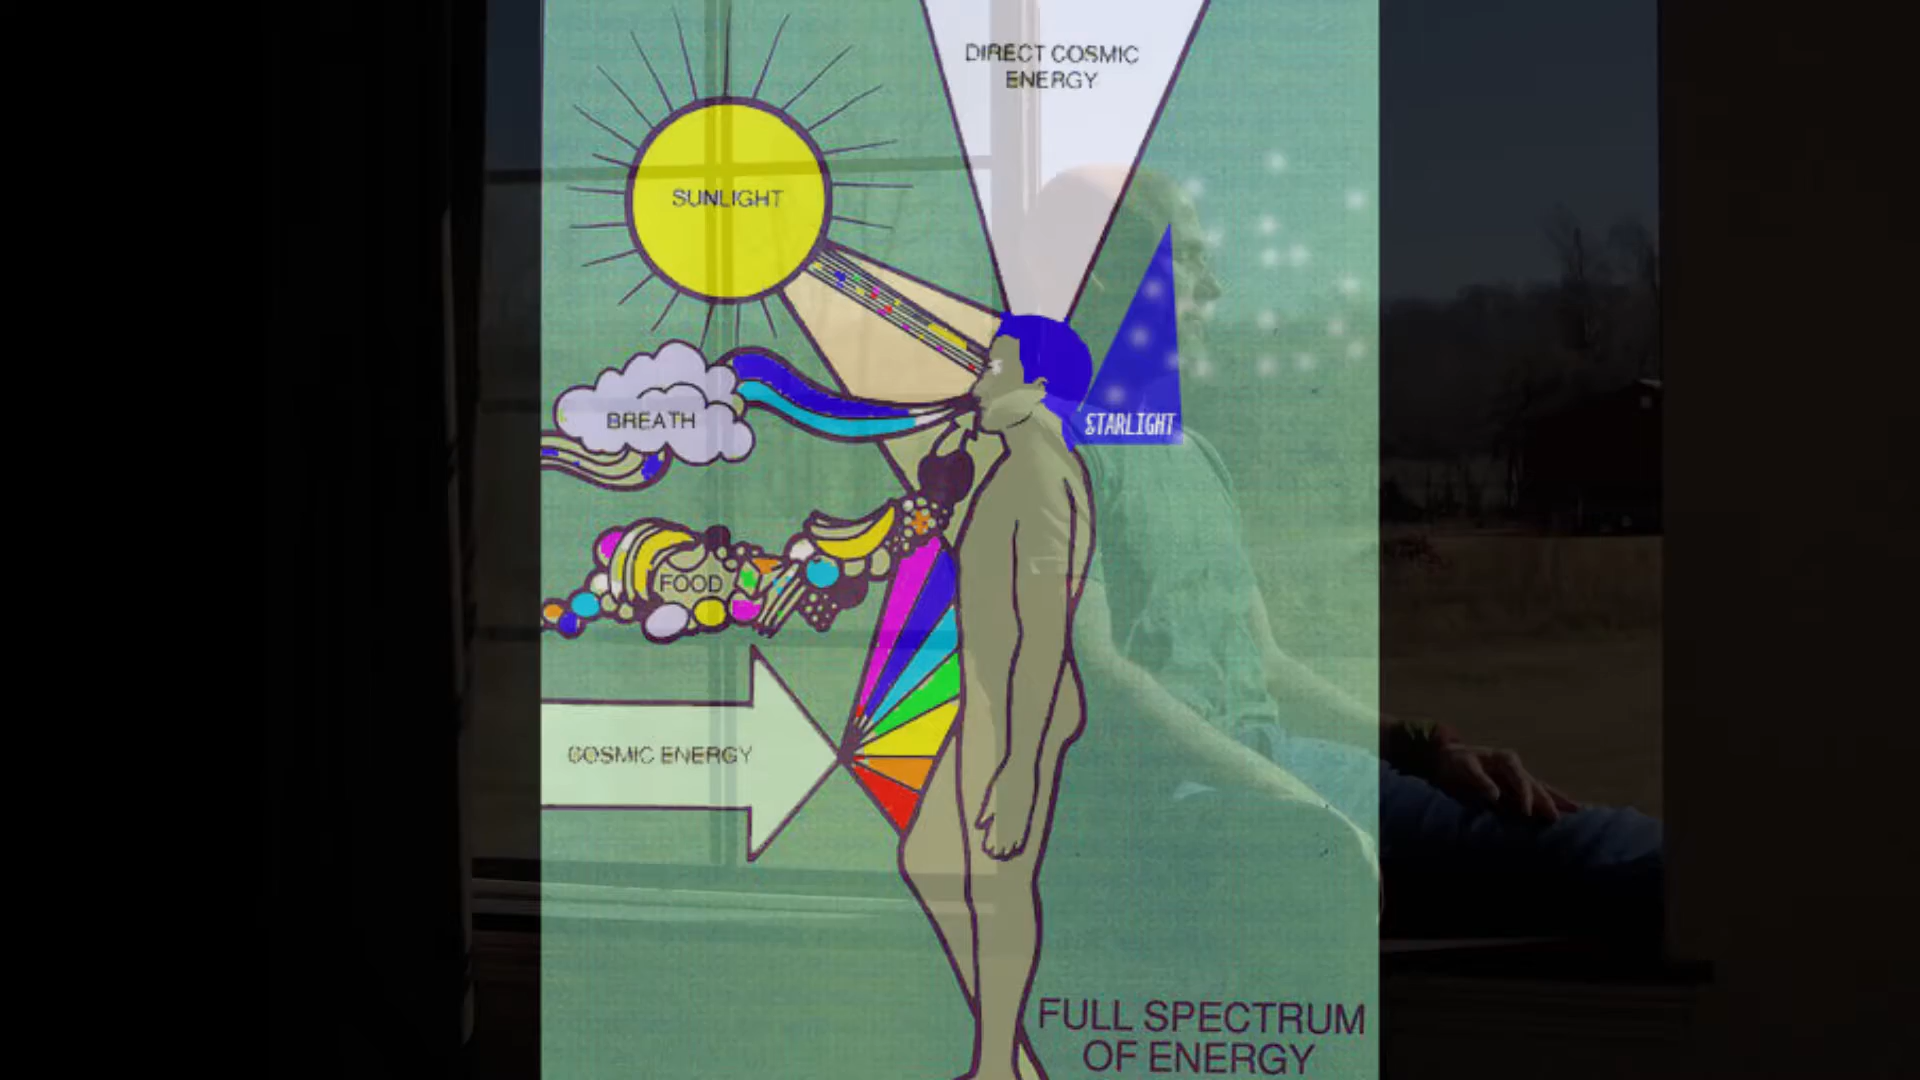 DIRECT COSMIC
ENERGY
SUNLIGHT
BREATH
STARLIGHT
FOOD
COSMIC ENERGY
FULL SPECTRUM
OF ENERGY